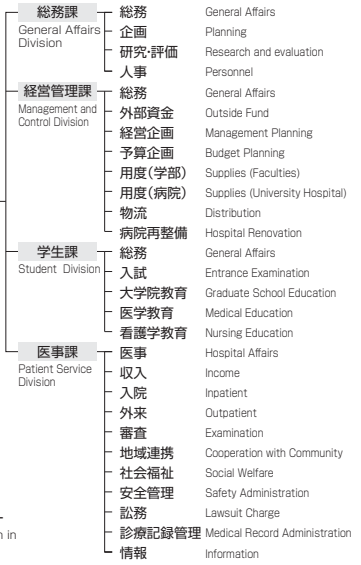 総務課
General Affairs
Division
総務 General Affairs
企画 Planning
研究・評価 Research and evaluation
人事 Personnel
経営管理課
Management and
Control Division
総務 General Affairs
外部資金 Outside Fund
経営企画 Management Planning
予算企画 Budget Planning
用度（学部） Supplies (Faculties)
用度（病院） Supplies (University Hospital)
物流 Distribution
病院再整備 Hospital Renovation
学生課
Student Division
総務 General Affairs
入試 Entrance Examination
大学院教育 Graduate School Education
医学教育 Medical Education
看護学教育 Nursing Education
医事課
Patient Service
Division
医事 Hospital Affairs
収入 Income
入院 Inpatient
外来 Outpatient
審査 Examination
地域連携 Cooperation with Community
社会福祉 Social Welfare
安全管理 Safety Administration
訟務 Lawsuit Charge
診療記録管理 Medical Record Administration
情報 Information
in